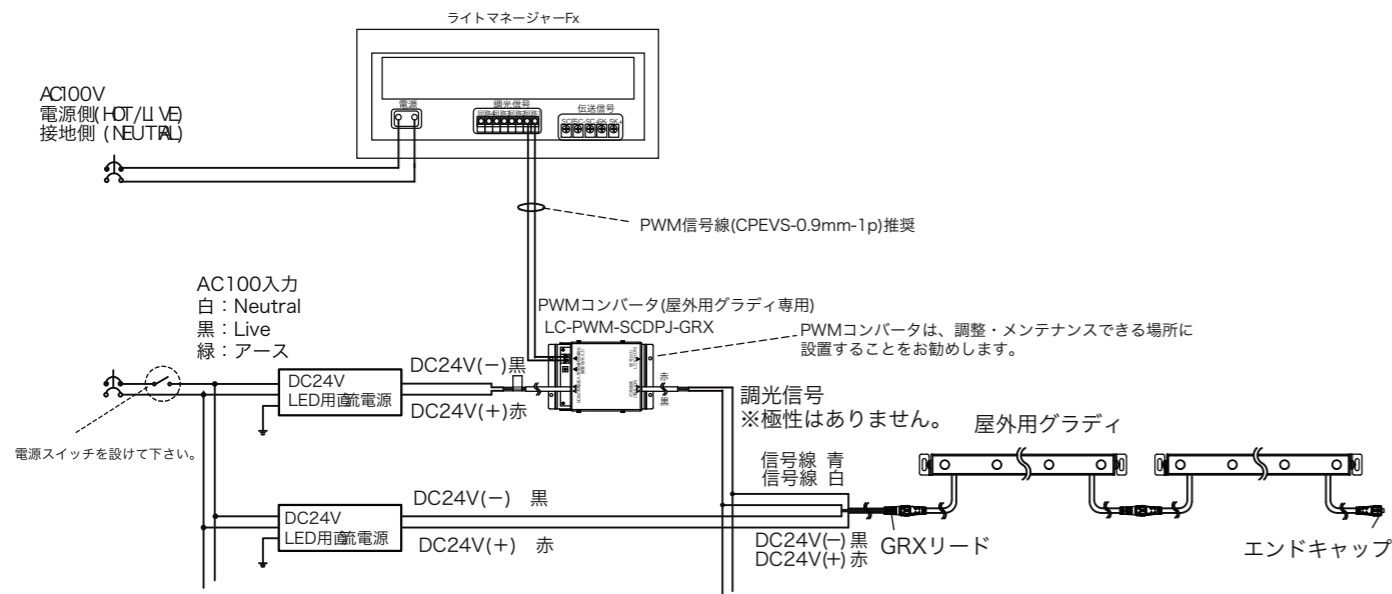 ライトマネージャーFx
AC100V
電源側(HOT/LIVE)
接地側 (NEUTRAL)
電源
調光信号
伝送信号
PWM信号線(CPEVS-0.9mm-1p)推奨
AC100入力
白：Neutral
黒：Live
緑：アース
PWMコンバータ(屋外用グラディ専用)
LC-PWM-SCDPJ-GRX
PWMコンバータは、調整・メンテナンスできる場所に
設置することをお勧めします。
DC24V(−)黒
DC24V
LED用直流電源
DC24V(+)赤
赤
黒
調光信号
※極性はありません。
屋外用グラディ
電源スイッチを設けて下さい。
信号線 青
信号線 白
DC24V(−) 黒
DC24V
LED用直流電源
DC24V(+) 赤
DC24V(−)黒
DC24V(+)赤
GRXリード
エンドキャップ